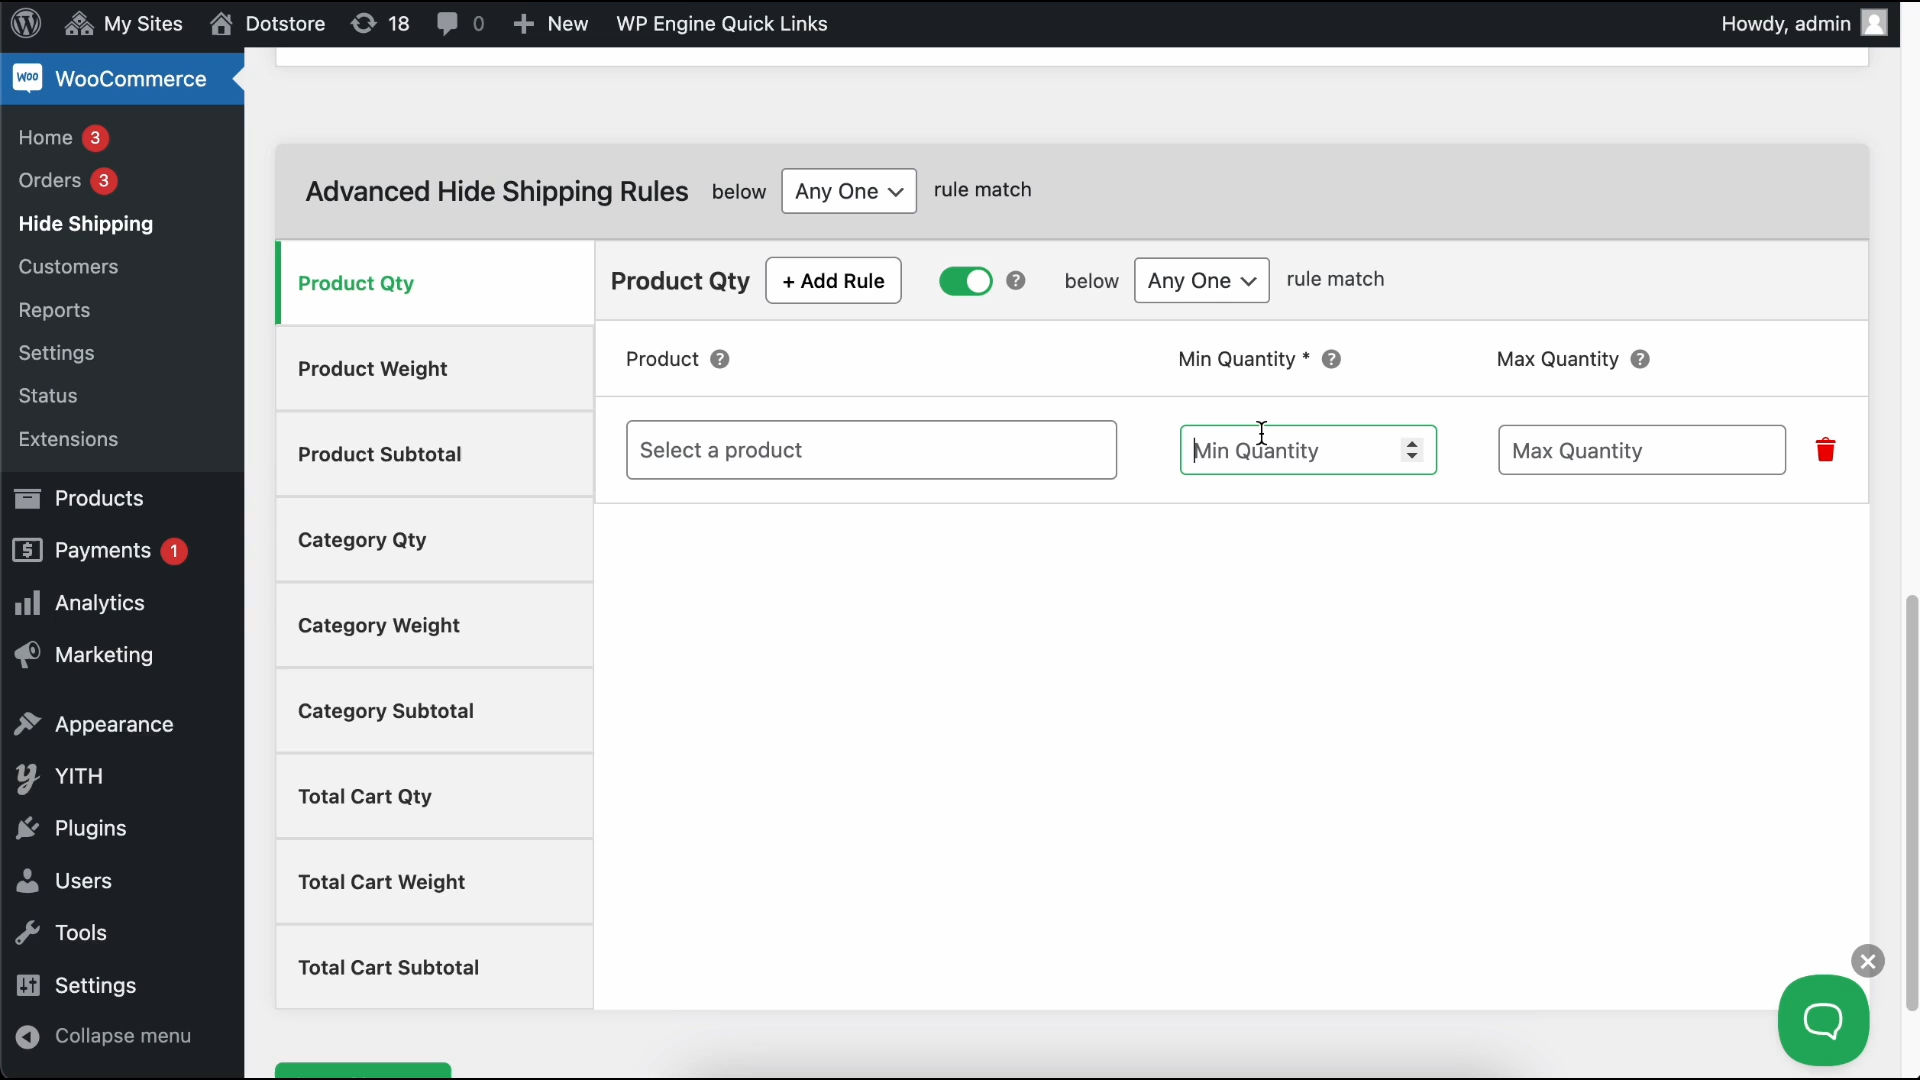 My Sites Dotstore 18 0 New WP Engine Quick Links Howdy, admin
Woo WooCommerce
Home 3
Orders 3
Hide Shipping
Customers
Reports
Settings
Status
Extensions
Products
Payments 1
Analytics
Marketing
Appearance
YITH
Plugins
Users
Tools
Settings
Collapse menu
Advanced Hide Shipping Rules below Any One rule match
Product Qty
Product Weight
Product Subtotal
Category Qty
Category Weight
Category Subtotal
Total Cart Qty
Total Cart Weight
Total Cart Subtotal
Product Qty + Add Rule ? below Any One rule match
Product ? Min Quantity * ? Max Quantity ?
Select a product Min Quantity Max Quantity